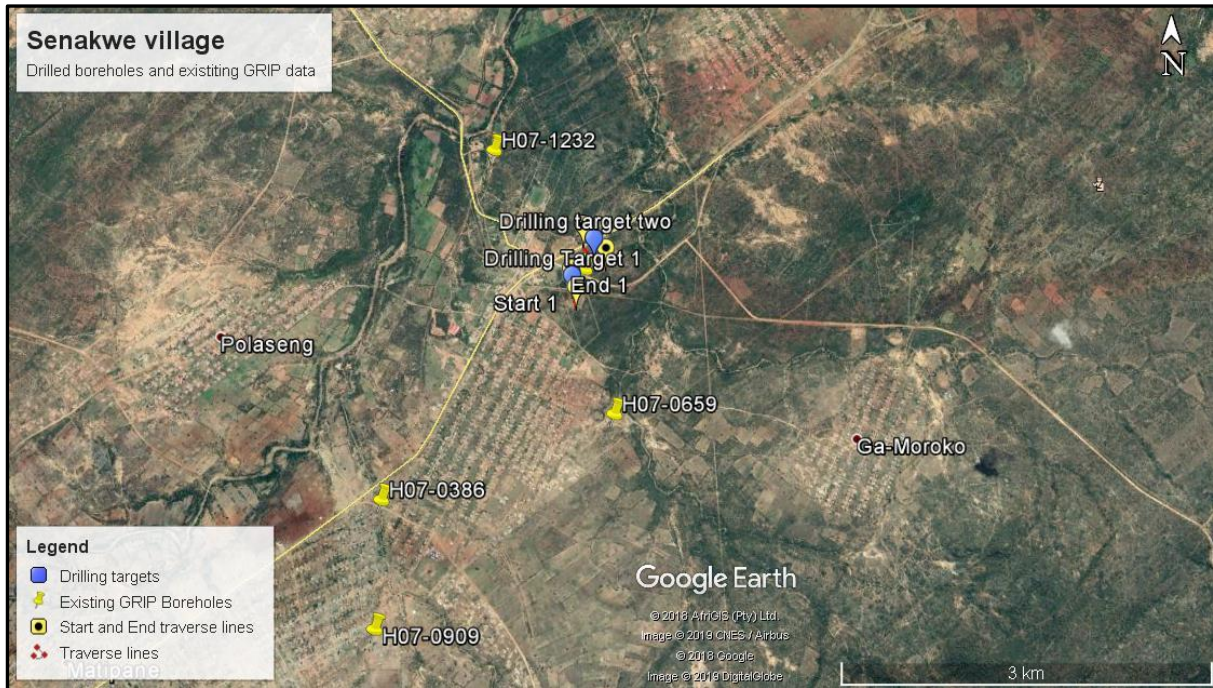 Senakwe village
Drilled boreholes and existiting GRIP data
N
H07-1232
Drilling target two
Drilling Target 1
End 1
Start 1
Polaseng
H07-0659
Ga-Moroko
H07-0386
H07-0909
Matipane
Legend
Drilling targets
Existing GRIP Boreholes
Start and End traverse lines
Traverse lines
Google Earth
© 2018 AfriGIS (Pty) Ltd.
Image © 2019 CNES / Airbus
© 2018 Google
Image © 2019 DigitalGlobe
3 km